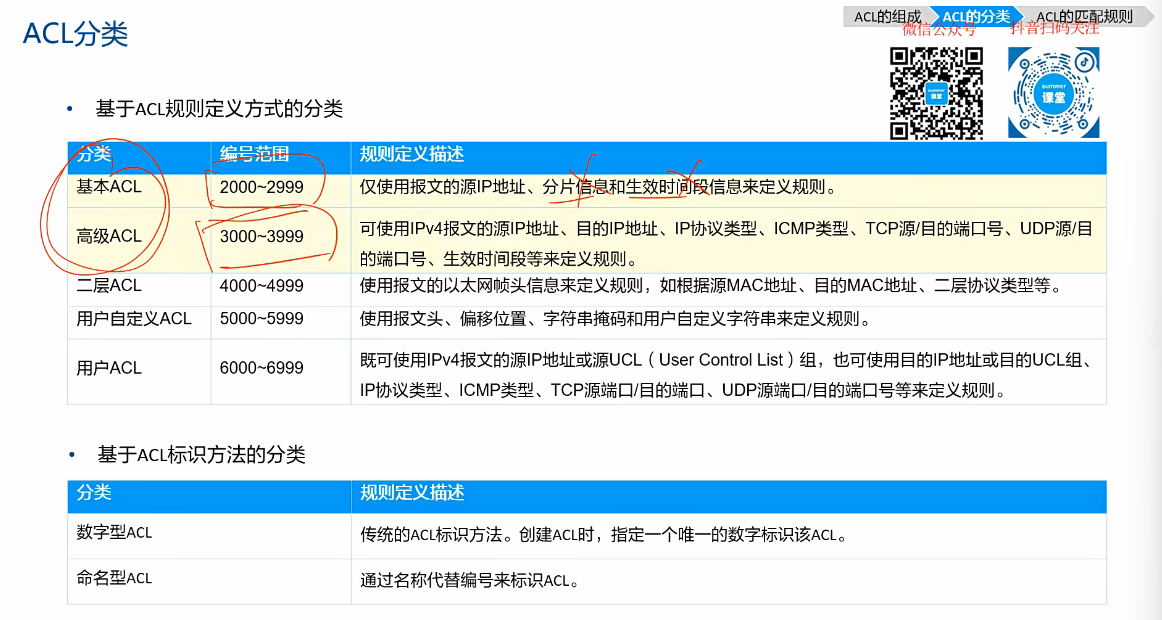 ACL的组成
ACL的分类
ACL的匹配规则
ACL分类
微信公众号
抖音扫码关注
summer
课堂
summer
课堂
• 基于ACL规则定义方式的分类
分类 编号范围 规则定义描述
基本ACL 2000~2999 仅使用报文的源IP地址、分片信息和生效时间段信息来定义规则。
高级ACL 3000~3999 可使用IPv4报文的源IP地址、目的IP地址、IP协议类型、ICMP类型、TCP源/目的端口号、UDP源/目
的端口号、生效时间段等来定义规则。
二层ACL 4000~4999 使用报文的以太网帧头信息来定义规则，如根据源MAC地址、目的MAC地址、二层协议类型等。
用户自定义ACL 5000~5999 使用报文头、偏移位置、字符串掩码和用户自定义字符串来定义规则。
用户ACL 6000~6999 既可使用IPv4报文的源IP地址或源UCL（User Control List）组，也可使用目的IP地址或目的UCL组、
IP协议类型、ICMP类型、TCP源端口/目的端口、UDP源端口/目的端口号等来定义规则。
• 基于ACL标识方法的分类
分类 规则定义描述
数字型ACL 传统的ACL标识方法。创建ACL时，指定一个唯一的数字标识该ACL。
命名型ACL 通过名称代替编号来标识ACL。